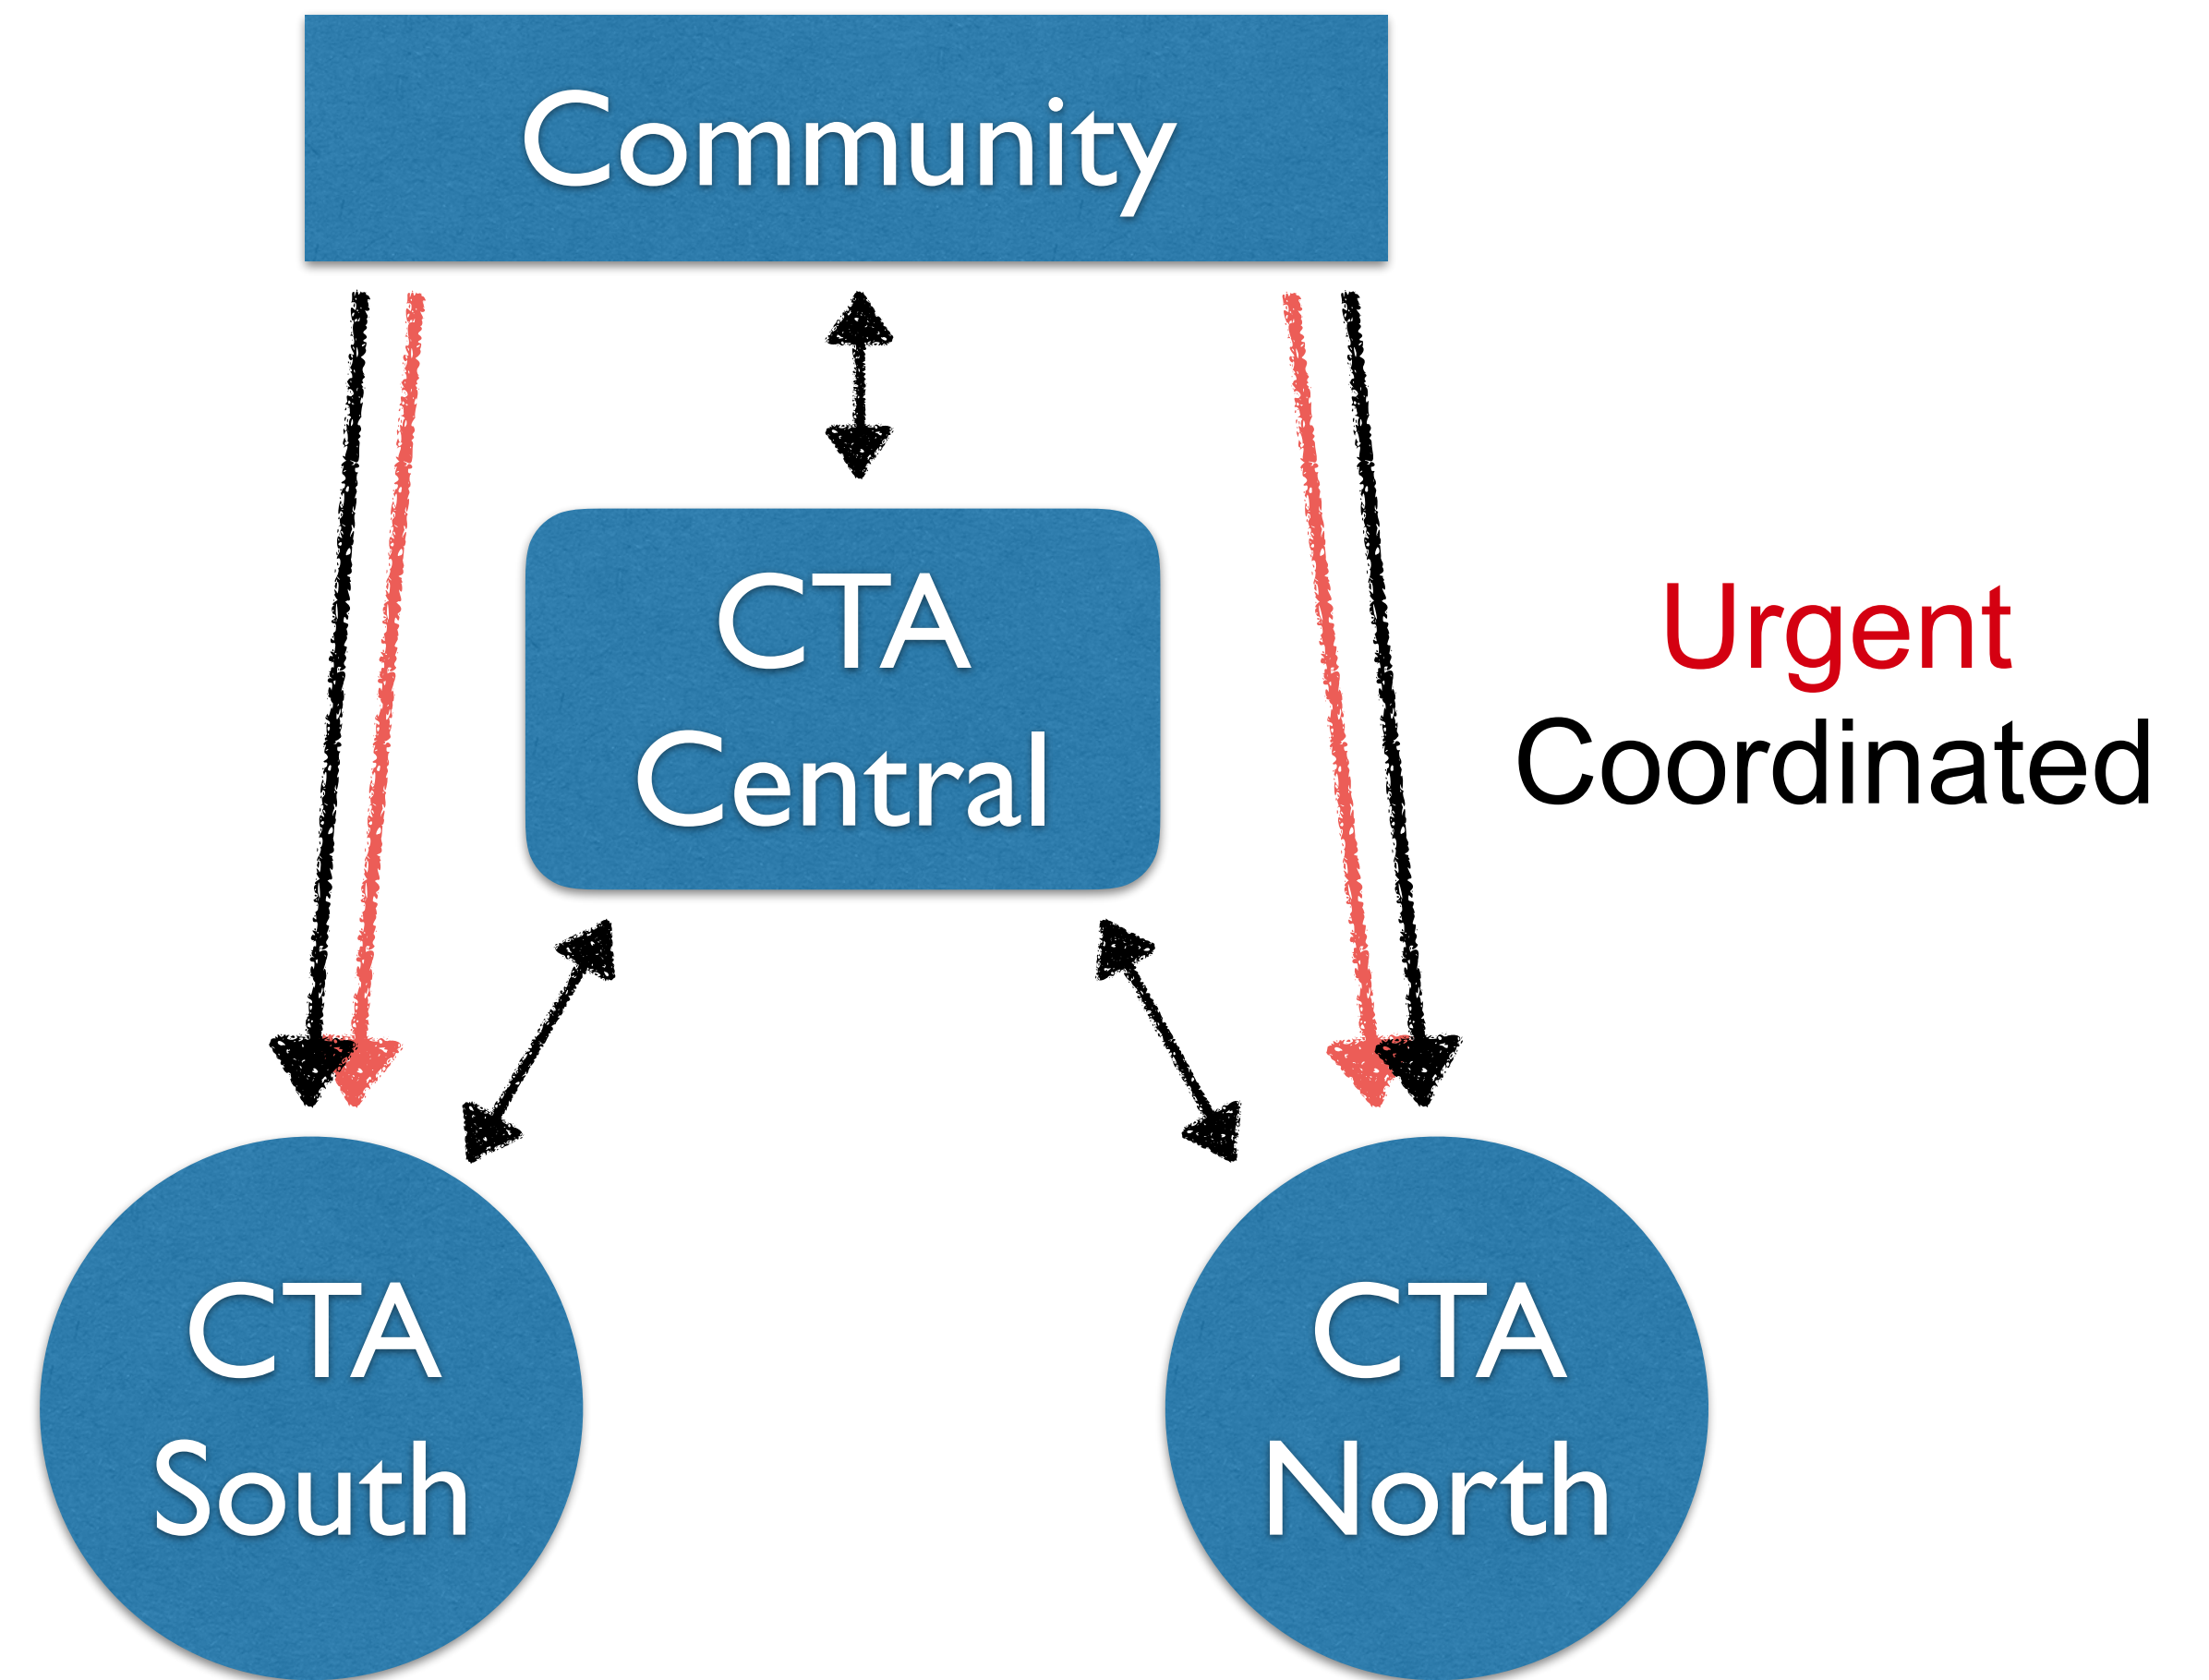 Community
CTA
Central
Urgent
Coordinated
CTA
South
CTA
North